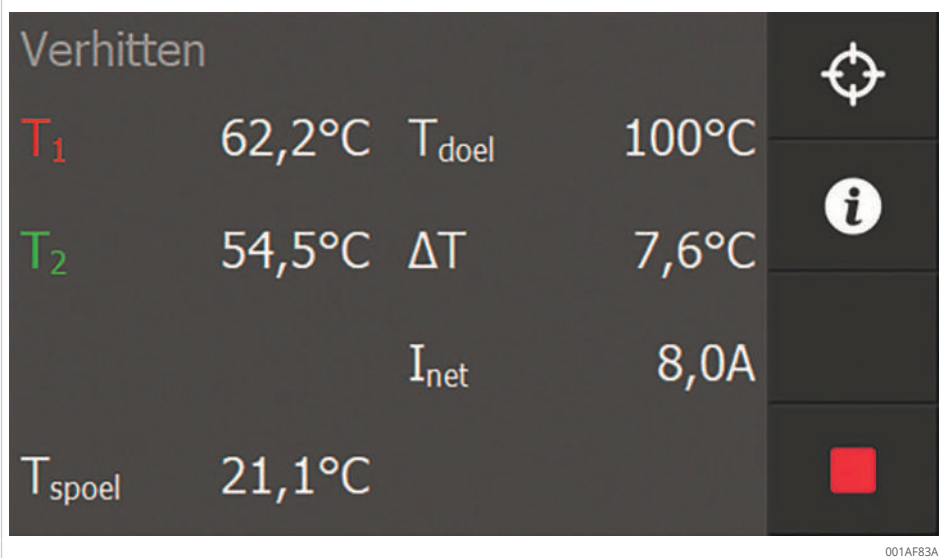 Verhitten
T1 62,2°C Tdoel 100°C
T2 54,5°C ΔT 7,6°C
Inet 8,0A
Tspoel 21,1°C
001AF83A